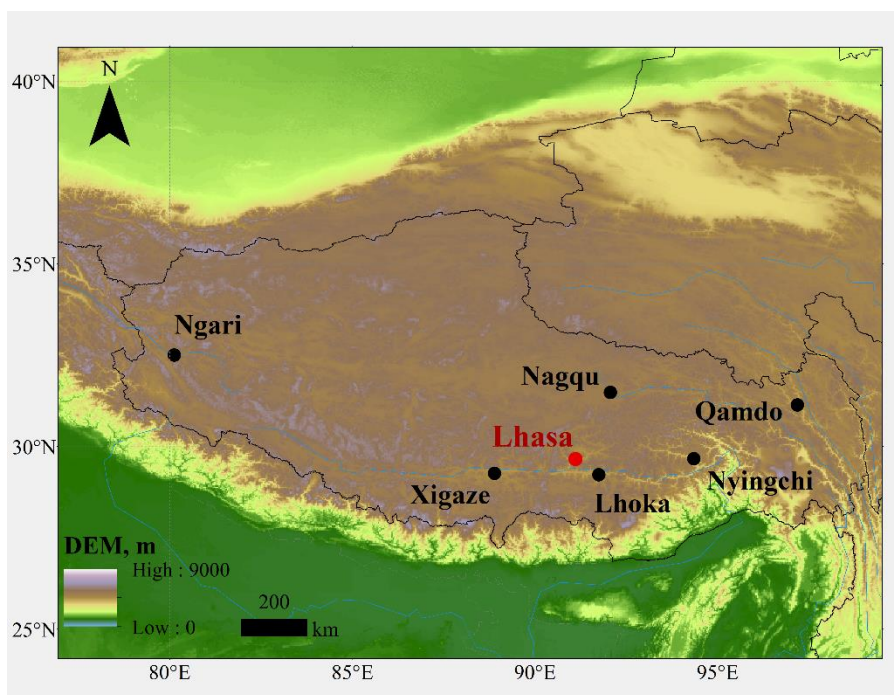 N
40°N
35°N
30°N
25°N
Ngari
Nagqu
Qamdo
Lhasa
Xigaze
Lhoka
Nyingchi
DEM, m
High : 9000
Low : 0
200
km
80°E
85°E
90°E
95°E